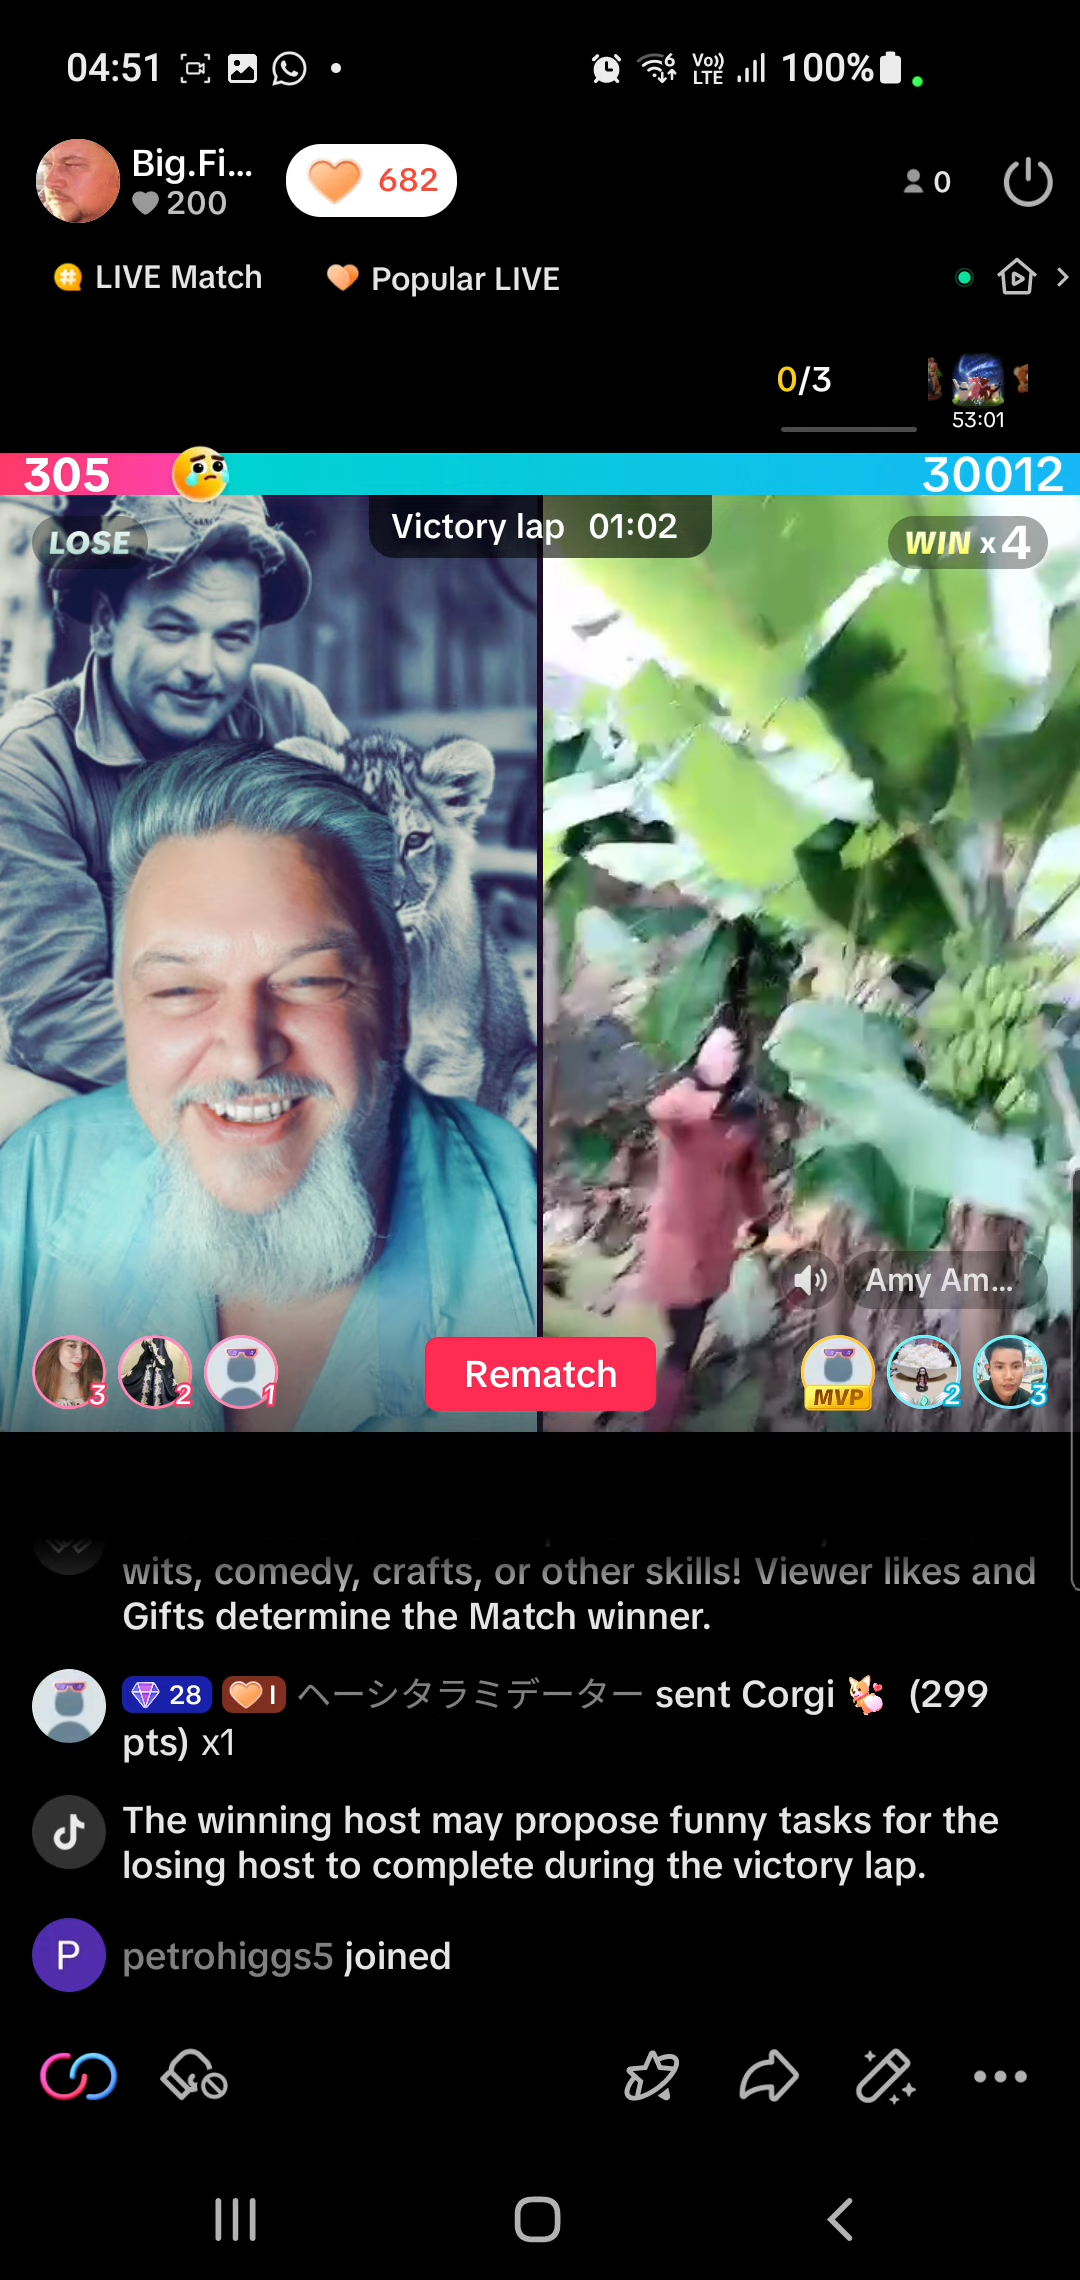 04:51
6
Vo))
LTE
100%
Big.Fi...
200
682
0
LIVE Match
Popular LIVE
0/3
53:01
305
30012
LOSE
Victory lap 01:02
WIN x 4
Amy Am...
3
2
1
Rematch
MVP
2
3
wits, comedy, crafts, or other skills! Viewer likes and
Gifts determine the Match winner.
28 I ヘーシタラミデーター sent Corgi (299
pts) x1
The winning host may propose funny tasks for the
losing host to complete during the victory lap.
P
petrohiggs5 joined